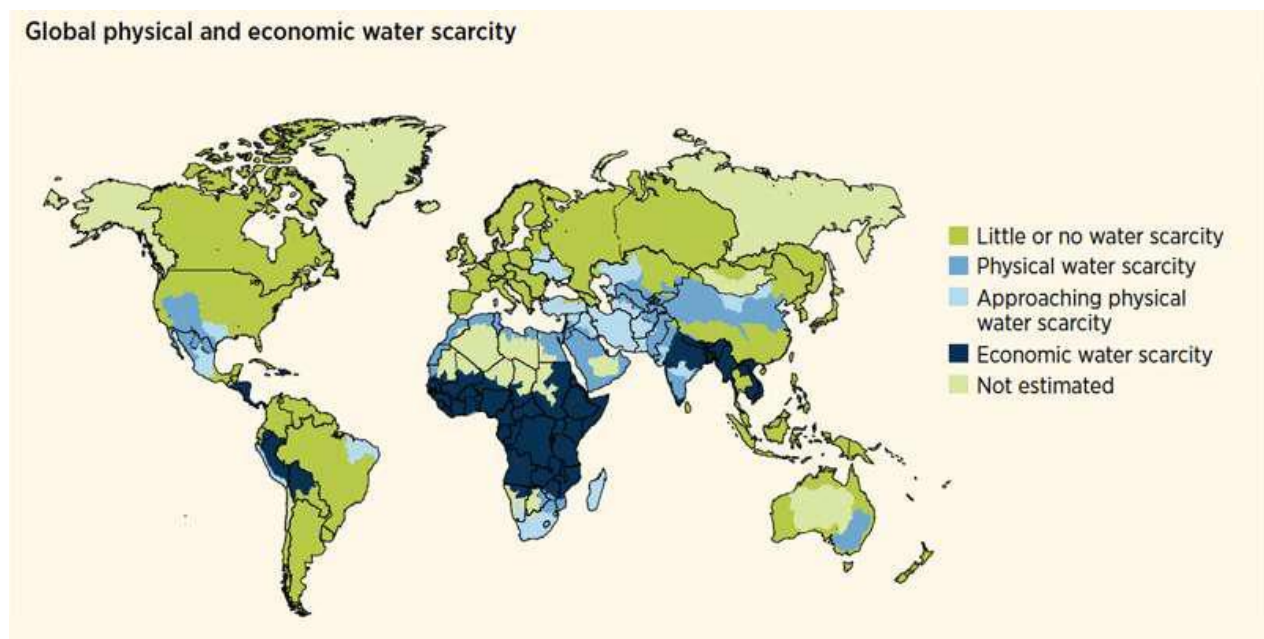 Global physical and economic water scarcity
Little or no water scarcity
Physical water scarcity
Approaching physical
water scarcity
Economic water scarcity
Not estimated